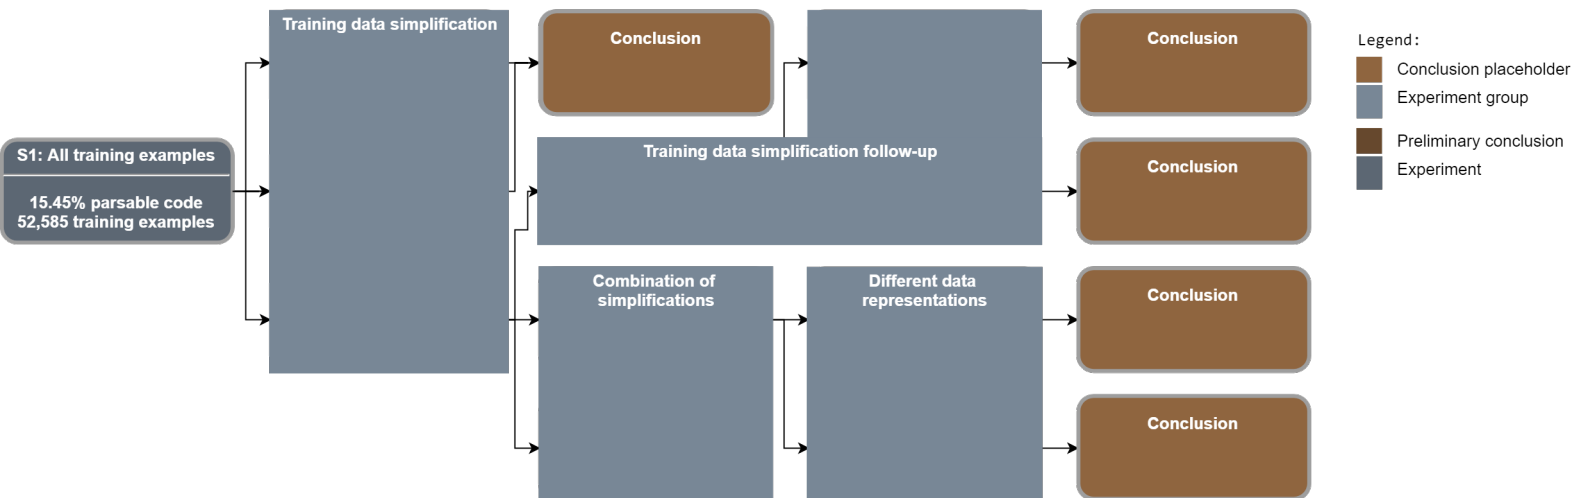 Training data simplification
Conclusion
Conclusion
Legend:
Conclusion placeholder
Experiment group
Preliminary conclusion
Experiment
S1: All training examples
15.45% parsable code
52,585 training examples
Training data simplification follow-up
Conclusion
Combination of
simplifications
Different data
representations
Conclusion
Conclusion